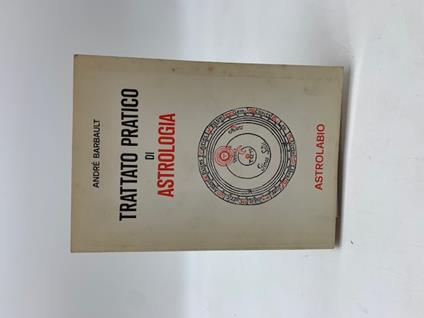 ANDRÉ BARBAULT
TRATTATO PRATICO
DI
ASTROLOGIA
ASTROLABIO